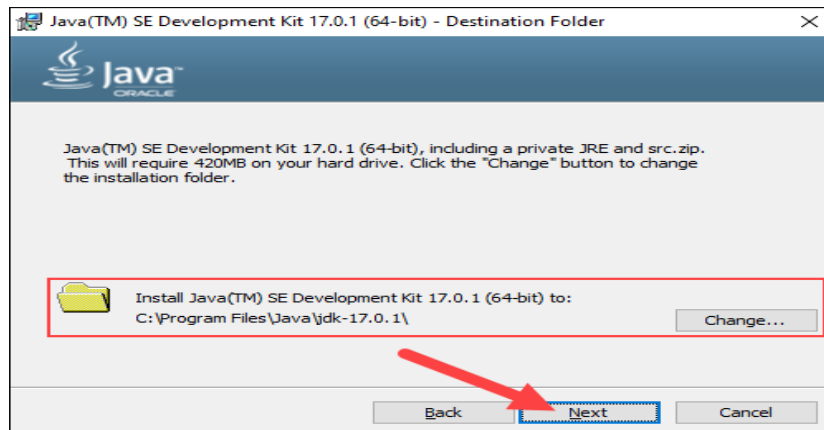 Java(TM) SE Development Kit 17.0.1 (64-bit) - Destination Folder
Java™
ORACLE
Java(TM) SE Development Kit 17.0.1 (64-bit), including a private JRE and src.zip.
This will require 420MB on your hard drive. Click the "Change" button to change
the installation folder.
Install Java(TM) SE Development Kit 17.0.1 (64-bit) to:
C:\Program Files\Java\jdk-17.0.1\
Change...
Back
Next
Cancel